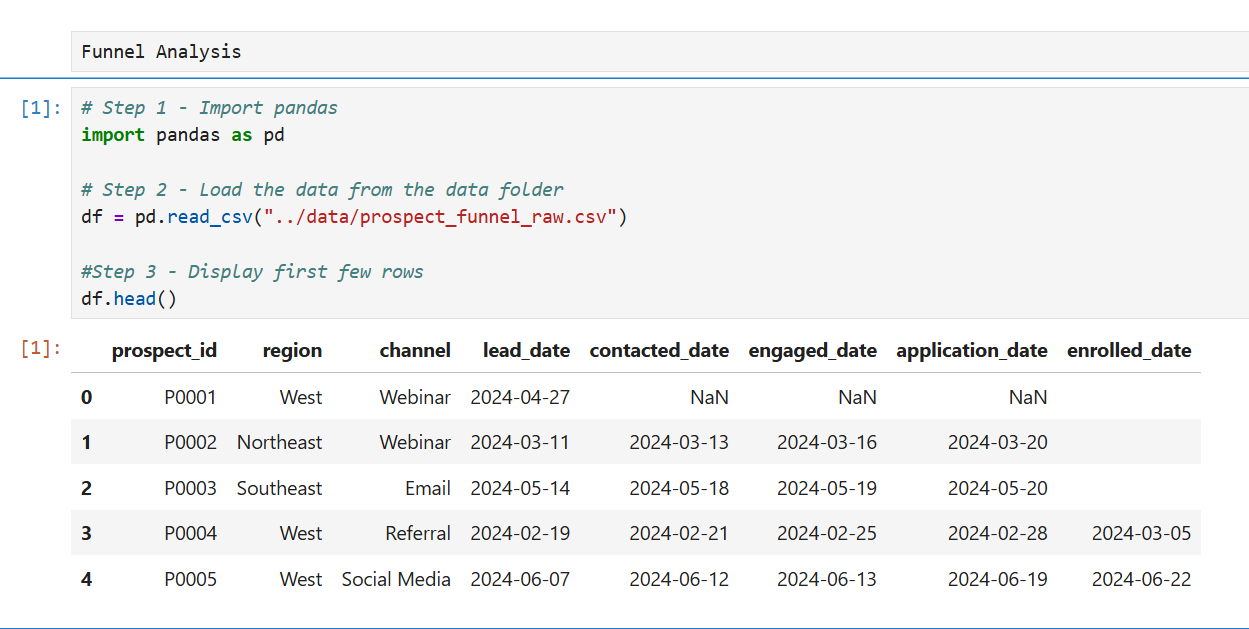 Funnel Analysis
[1]: # Step 1 - Import pandas
import pandas as pd
# Step 2 - Load the data from the data folder
df = pd.read_csv("../data/prospect_funnel_raw.csv")
#Step 3 - Display first few rows
df.head()
[1]: prospect_id region channel lead_date contacted_date engaged_date application_date enrolled_date
0 P0001 West Webinar 2024-04-27 NaN NaN NaN
1 P0002 Northeast Webinar 2024-03-11 2024-03-13 2024-03-16 2024-03-20
2 P0003 Southeast Email 2024-05-14 2024-05-18 2024-05-19 2024-05-20
3 P0004 West Referral 2024-02-19 2024-02-21 2024-02-25 2024-02-28 2024-03-05
4 P0005 West Social Media 2024-06-07 2024-06-12 2024-06-13 2024-06-19 2024-06-22